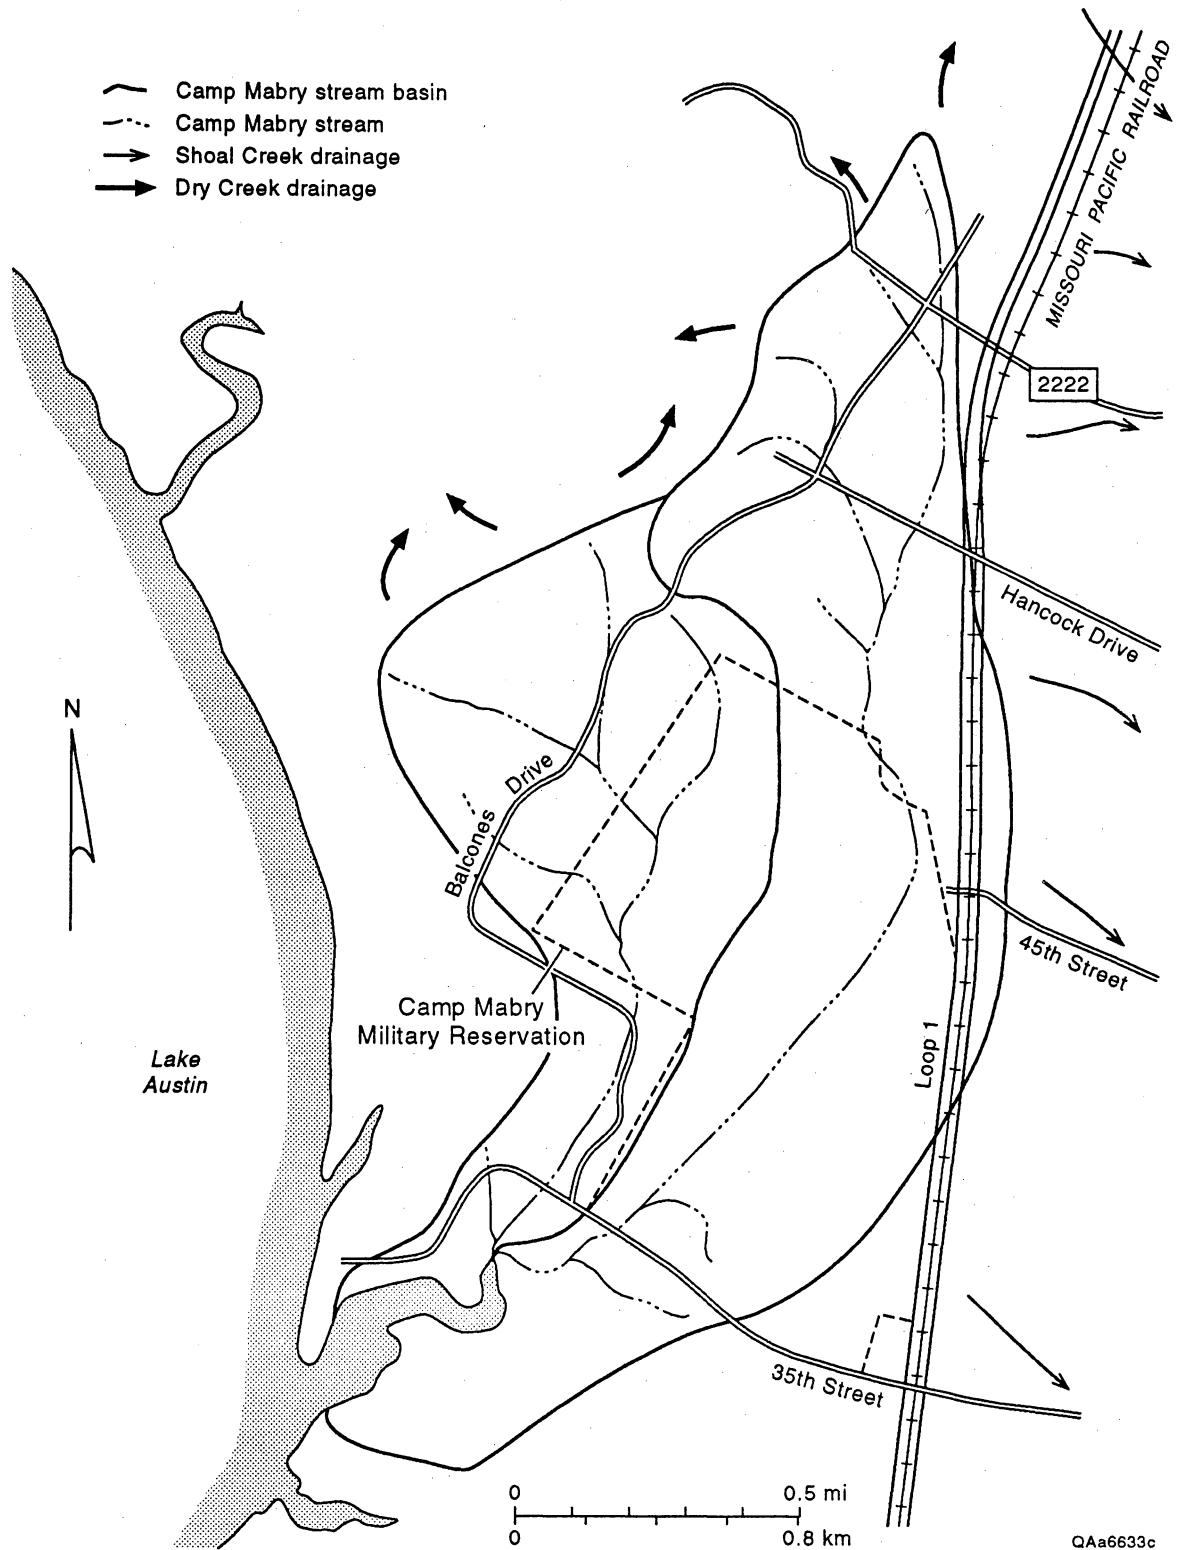 Camp Mabry stream basin
Camp Mabry stream
Shoal Creek drainage
Dry Creek drainage
MISSOURI PACIFIC RAILROAD
2222
Hancock Drive
N
Balcones Drive
45th Street
Camp Mabry
Military Reservation
Loop 1
Lake
Austin
35th Street
0 0.5 mi
0 0.8 km
QAa6633c